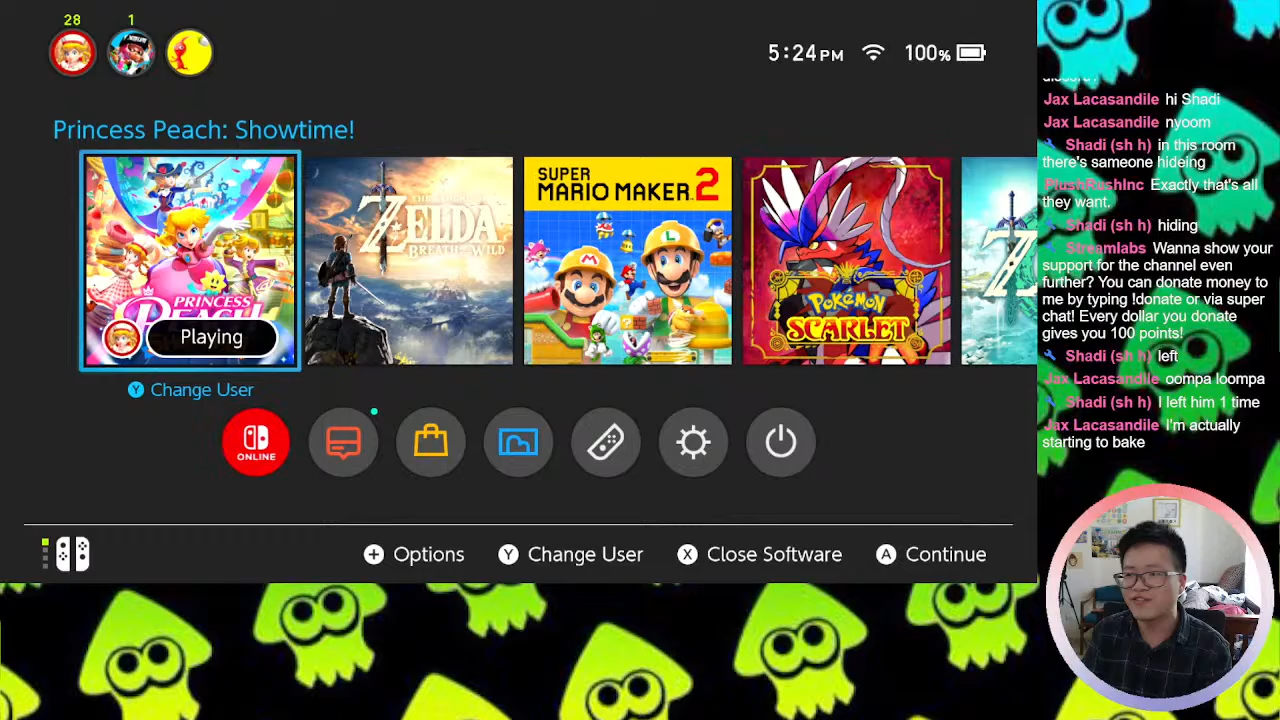 28
1
5:24 PM
100%
Princess Peach: Showtime!
PRINCESS
PEACH
Playing
THE LEGEND OF
ZELDA
BREATH OF THE WILD
SUPER
MARIO MAKER 2
POKÉMON
SCARLET
Y Change User
ONLINE
+ Options
Y Change User
X Close Software
A Continue
Jax Lacasandile hi Shadi
Jax Lacasandile nyoom
Shadi (sh h) in this room
there's sameone hideing
PlushRushInc Exactly that's all
they want.
Shadi (sh h) hiding
Streamlabs Wanna show your
support for the channel even
further? You can donate money to
me by typing !donate or via super
chat! Every dollar you donate
gives you 100 points!
Shadi (sh h) left
Jax Lacasandile oompa loompa
Shadi (sh h) I left him 1 time
Jax Lacasandile I'm actually
starting to bake